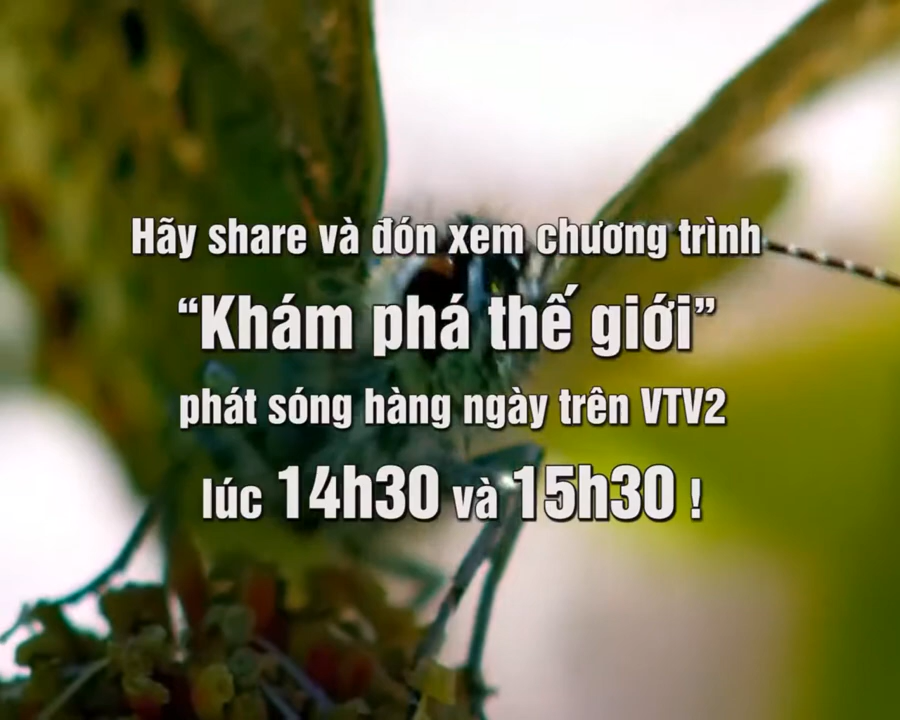 Hãy share và đón xem chương trình
“Khám phá thế giới”
phát sóng hàng ngày trên VTV2
lúc 14h30 và 15h30 !